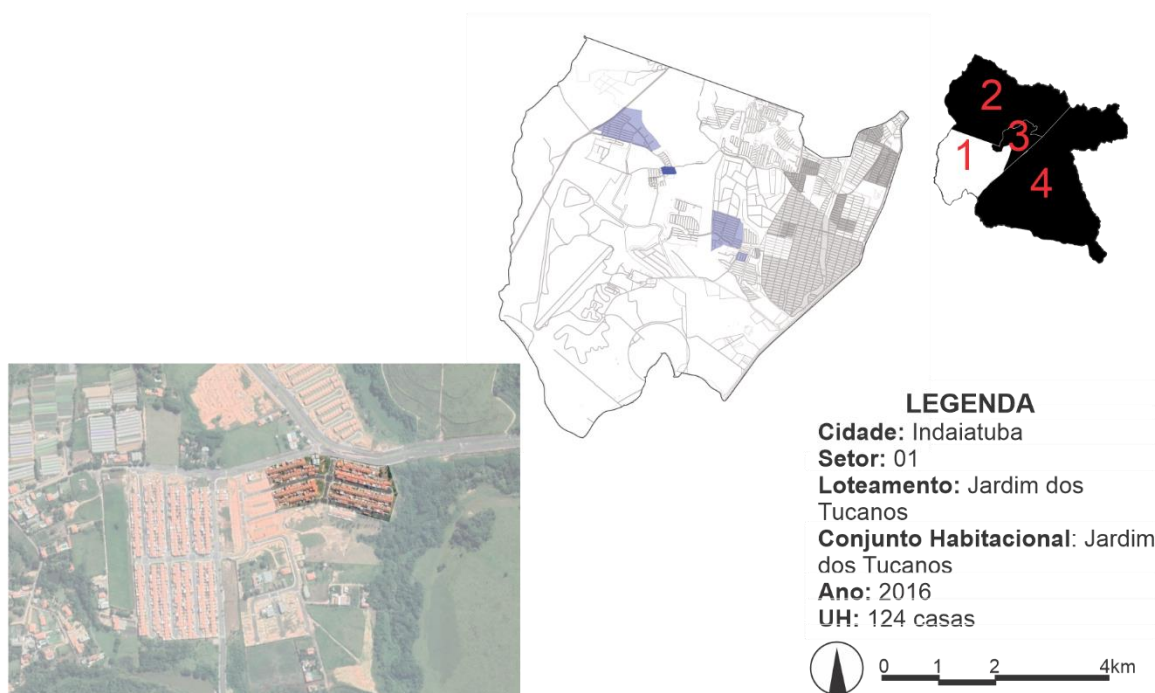 2
3
1
4
LEGENDA
Cidade: Indaiatuba
Setor: 01
Loteamento: Jardim dos
Tucanos
Conjunto Habitacional: Jardim
dos Tucanos
Ano: 2016
UH: 124 casas
0 1 2 4km